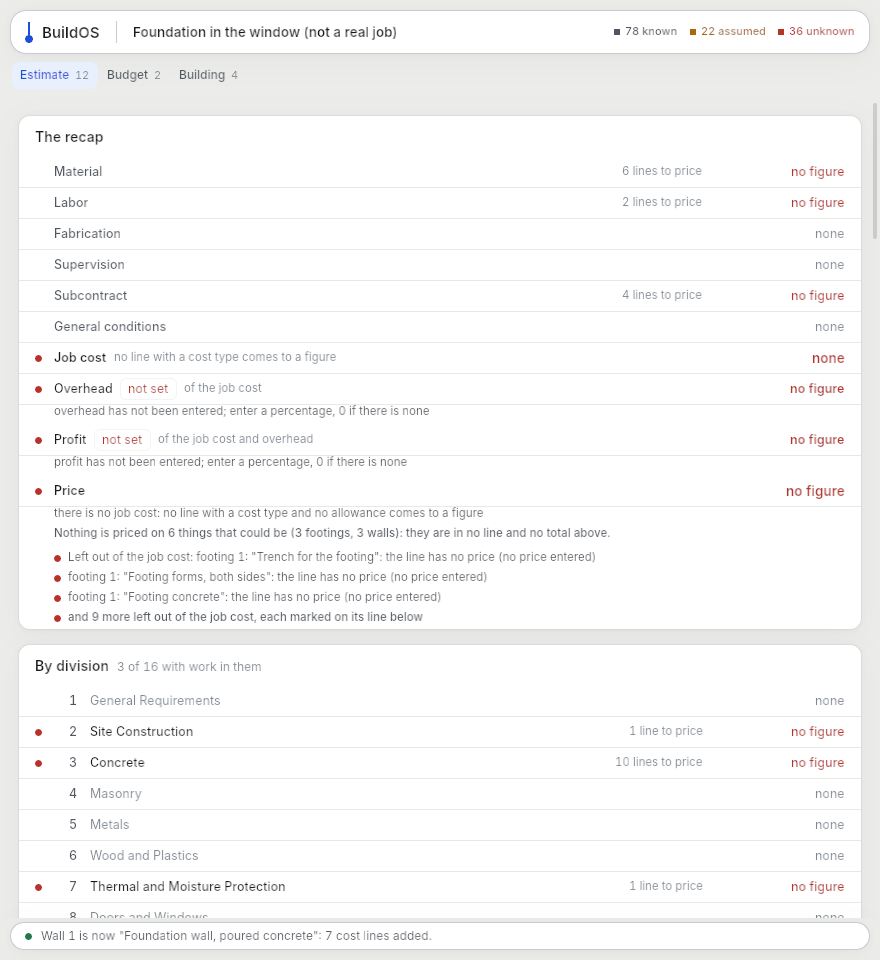 BuildOS Foundation in the window (not a real job) 78 known 22 assumed 36 unknown
Estimate 12 Budget 2 Building 4
The recap
Material 6 lines to price no figure
Labor 2 lines to price no figure
Fabrication none
Supervision none
Subcontract 4 lines to price no figure
General conditions none
Job cost no line with a cost type comes to a figure none
Overhead not set of the job cost no figure
overhead has not been entered; enter a percentage, 0 if there is none
Profit not set of the job cost and overhead no figure
profit has not been entered; enter a percentage, 0 if there is none
Price no figure
there is no job cost: no line with a cost type and no allowance comes to a figure
Nothing is priced on 6 things that could be (3 footings, 3 walls): they are in no line and no total above.
Left out of the job cost: footing 1: "Trench for the footing": the line has no price (no price entered)
footing 1: "Footing forms, both sides": the line has no price (no price entered)
footing 1: "Footing concrete": the line has no price (no price entered)
and 9 more left out of the job cost, each marked on its line below
By division 3 of 16 with work in them
1 General Requirements none
2 Site Construction 1 line to price no figure
3 Concrete 10 lines to price no figure
4 Masonry none
5 Metals none
6 Wood and Plastics none
7 Thermal and Moisture Protection 1 line to price no figure
8 Doors and Windows none
Wall 1 is now "Foundation wall, poured concrete": 7 cost lines added.